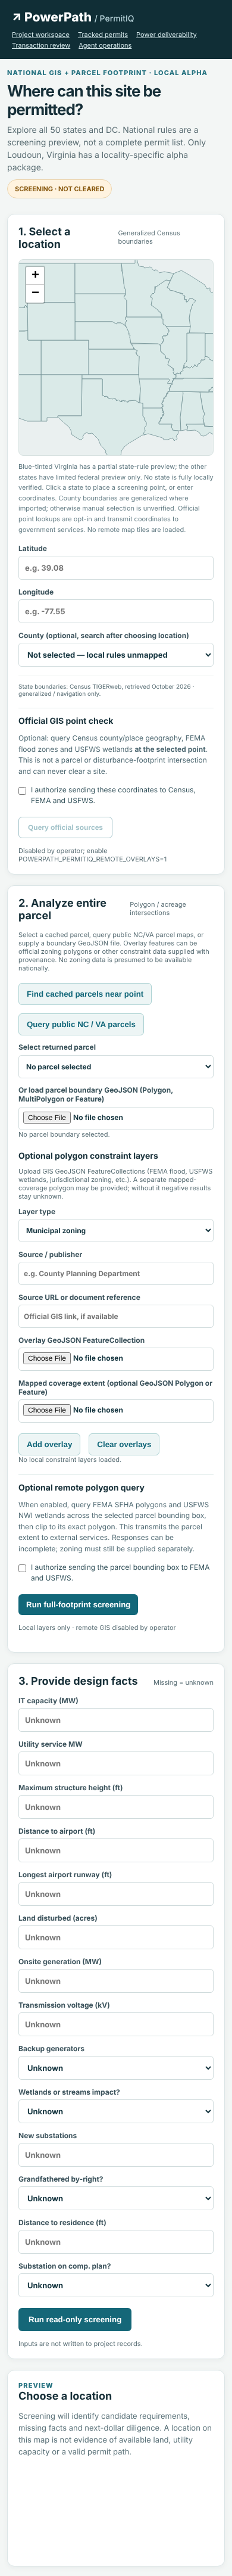 PowerPath / PermitIQ
Project workspace Tracked permits Power deliverability
Transaction review Agent operations
NATIONAL GIS + PARCEL FOOTPRINT · LOCAL ALPHA
Where can this site be
permitted?
Explore all 50 states and DC. National rules are a
screening preview, not a complete permit list. Only
Loudoun, Virginia has a locality-specific alpha
package.
SCREENING · NOT CLEARED
1. Select a
location
Generalized Census
boundaries
+
−
Blue-tinted Virginia has a partial state-rule preview; the other
states have limited federal preview only. No state is fully locally
verified. Click a state to place a screening point, or enter
coordinates. County boundaries are generalized where
imported; otherwise manual selection is unverified. Official
point lookups are opt-in and transmit coordinates to
government services. No remote map tiles are loaded.
Latitude
e.g. 39.08
Longitude
e.g. -77.55
County (optional, search after choosing location)
Not selected — local rules unmapped
State boundaries: Census TIGERweb, retrieved October 2026 ·
generalized / navigation only.
Official GIS point check
Optional: query Census county/place geography, FEMA
flood zones and USFWS wetlands at the selected point.
This is not a parcel or disturbance-footprint intersection
and can never clear a site.
I authorize sending these coordinates to Census,
FEMA and USFWS.
Query official sources
Disabled by operator; enable
POWERPATH_PERMITIQ_REMOTE_OVERLAYS=1
2. Analyze entire
parcel
Polygon / acreage
intersections
Select a cached parcel, query public NC/VA parcel maps, or
supply a boundary GeoJSON file. Overlay features can be
official zoning polygons or other constraint data supplied with
provenance. No zoning data is presumed to be available
nationally.
Find cached parcels near point
Query public NC / VA parcels
Select returned parcel
No parcel selected
Or load parcel boundary GeoJSON (Polygon,
MultiPolygon or Feature)
Choose File No file chosen
No parcel boundary selected.
Optional polygon constraint layers
Upload GIS GeoJSON FeatureCollections (FEMA flood, USFWS
wetlands, jurisdictional zoning, etc.). A separate mapped-
coverage polygon may be provided; without it negative results
stay unknown.
Layer type
Municipal zoning
Source / publisher
e.g. County Planning Department
Source URL or document reference
Official GIS link, if available
Overlay GeoJSON FeatureCollection
Choose File No file chosen
Mapped coverage extent (optional GeoJSON Polygon or
Feature)
Choose File No file chosen
Add overlay Clear overlays
No local constraint layers loaded.
Optional remote polygon query
When enabled, query FEMA SFHA polygons and USFWS
NWI wetlands across the selected parcel bounding box,
then clip to its exact polygon. This transmits the parcel
extent to external services. Responses can be
incomplete; zoning must still be supplied separately.
I authorize sending the parcel bounding box to FEMA
and USFWS.
Run full-footprint screening
Local layers only · remote GIS disabled by operator
3. Provide design facts
Missing = unknown
IT capacity (MW)
Unknown
Utility service MW
Unknown
Maximum structure height (ft)
Unknown
Distance to airport (ft)
Unknown
Longest airport runway (ft)
Unknown
Land disturbed (acres)
Unknown
Onsite generation (MW)
Unknown
Transmission voltage (kV)
Unknown
Backup generators
Unknown
Wetlands or streams impact?
Unknown
New substations
Unknown
Grandfathered by-right?
Unknown
Distance to residence (ft)
Unknown
Substation on comp. plan?
Unknown
Run read-only screening
Inputs are not written to project records.
PREVIEW
Choose a location
Screening will identify candidate requirements,
missing facts and next-dollar diligence. A location on
this map is not evidence of available land, utility
capacity or a valid permit path.